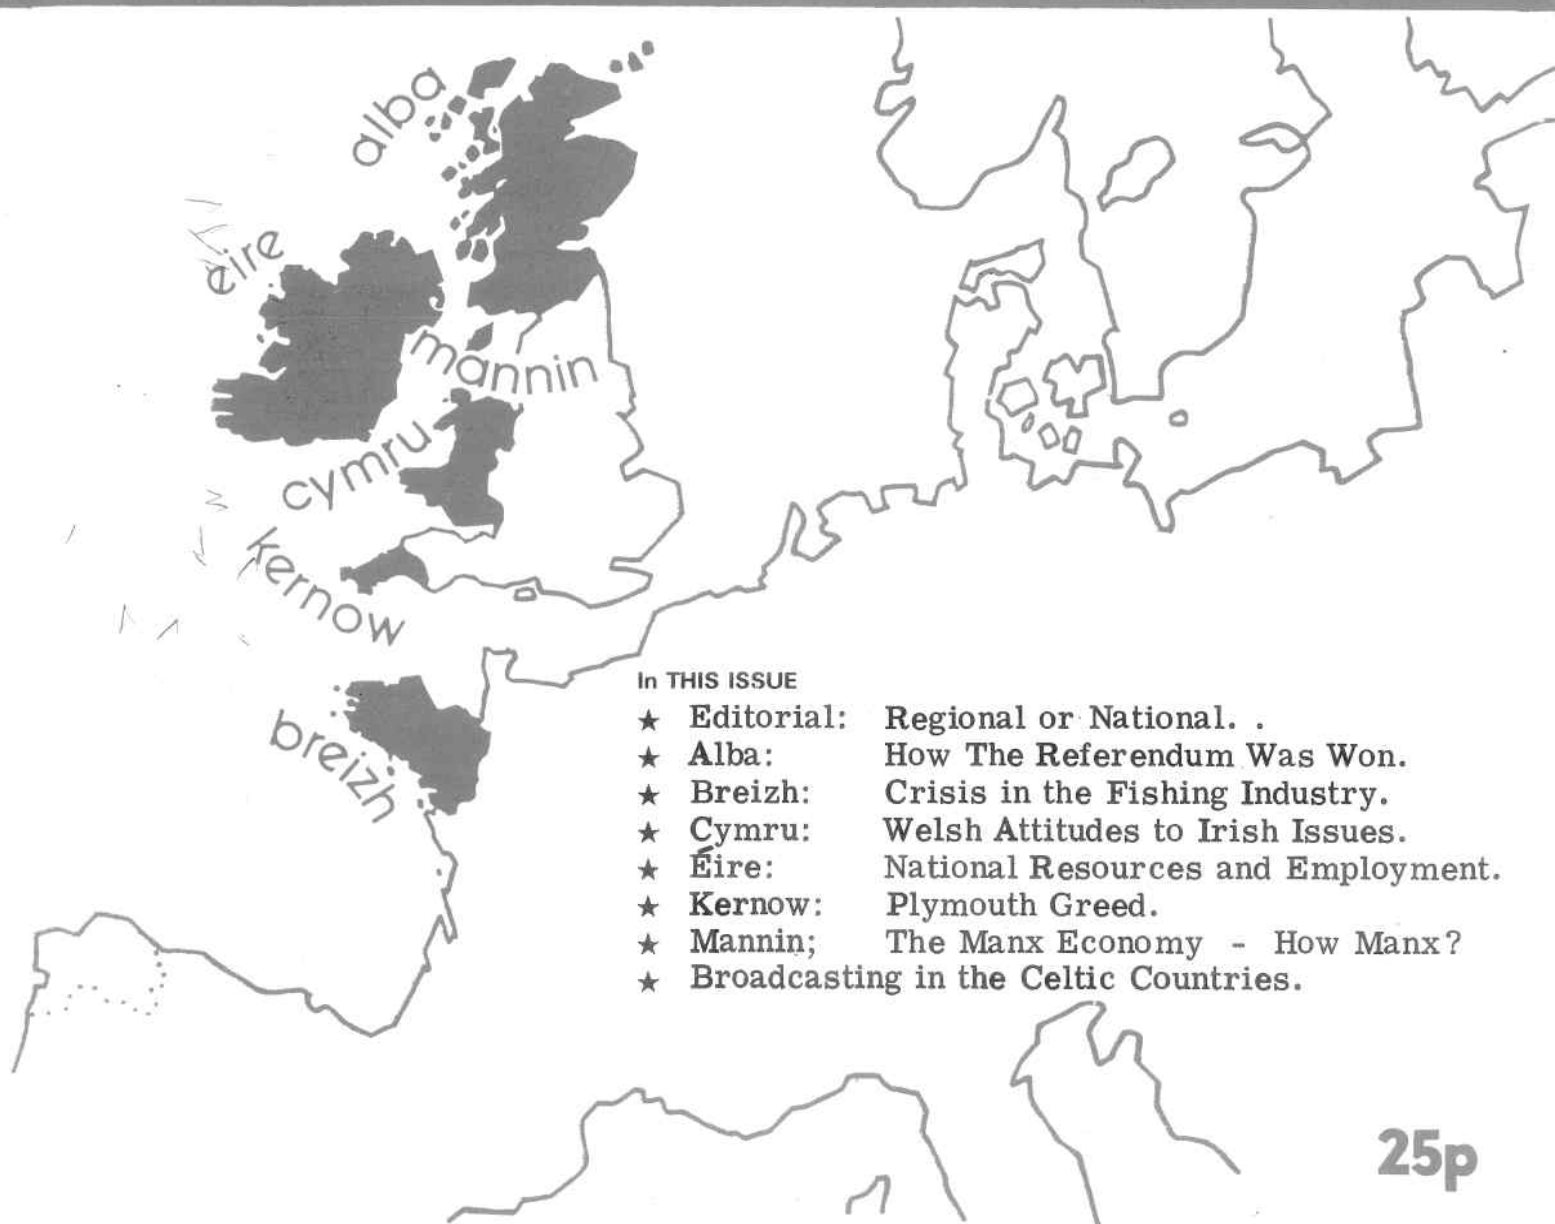 alba
eire
mannin
cymru
kernow
breizh
In THIS ISSUE
★ Editorial: Regional or National. .
★ Alba: How The Referendum Was Won.
★ Breizh: Crisis in the Fishing Industry.
★ Cymru: Welsh Attitudes to Irish Issues.
★ Éire: National Resources and Employment.
★ Kernow: Plymouth Greed.
★ Mannin; The Manx Economy - How Manx?
★ Broadcasting in the Celtic Countries.
25p